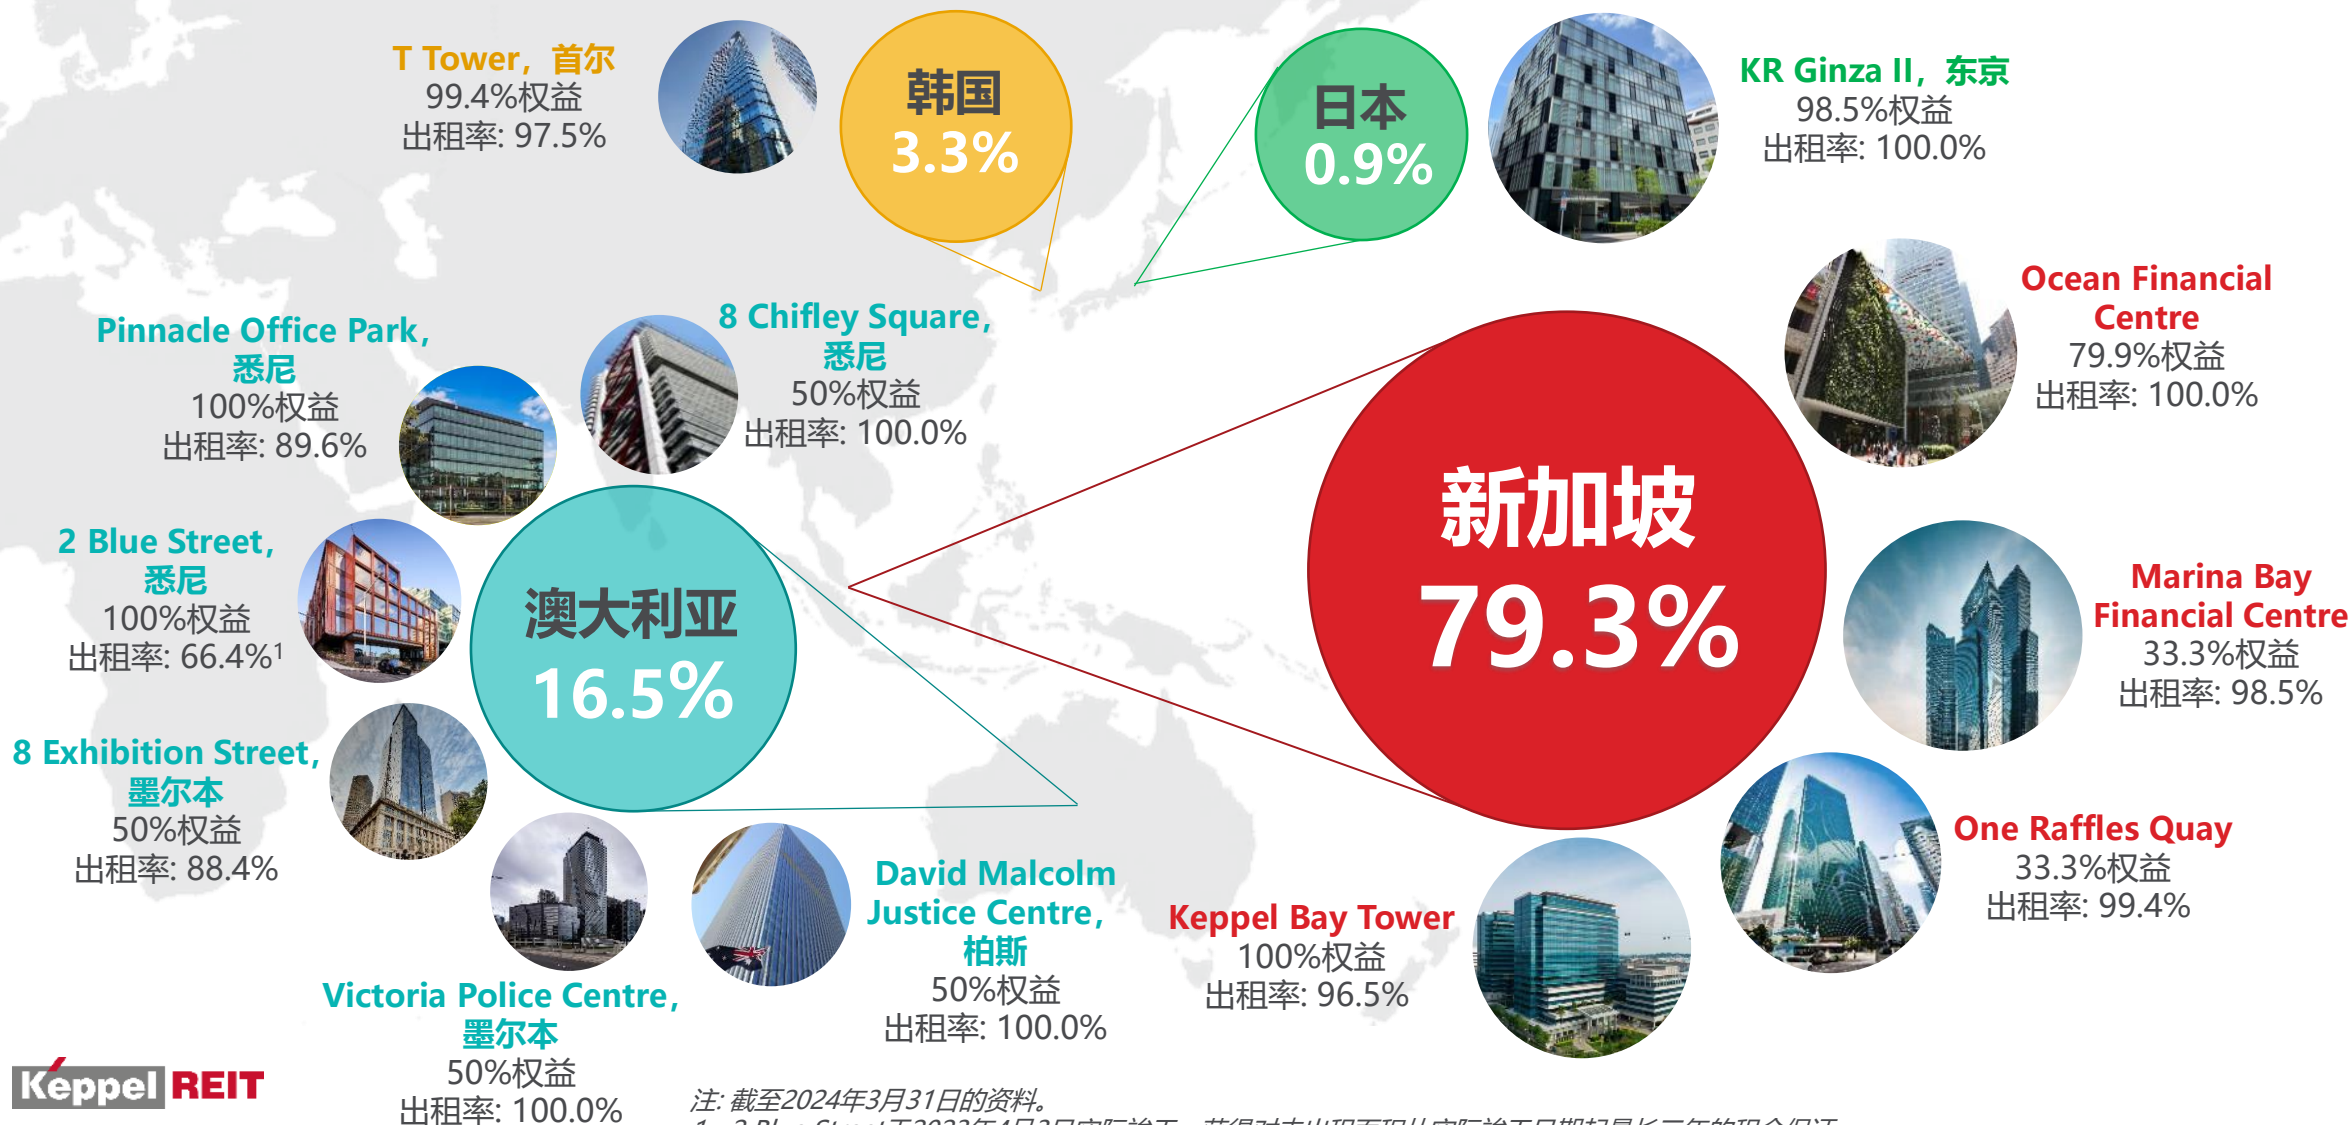 T Tower，首尔
99.4%权益
出租率: 97.5%
韩国
3.3%
日本
0.9%
KR Ginza II，东京
98.5%权益
出租率: 100.0%
Pinnacle Office Park，
悉尼
100%权益
出租率: 89.6%
8 Chifley Square，
悉尼
50%权益
出租率: 100.0%
Ocean Financial
Centre
79.9%权益
出租率: 100.0%
2 Blue Street，
悉尼
100%权益
出租率: 66.4%¹
澳大利亚
16.5%
新加坡
79.3%
Marina Bay
Financial Centre
33.3%权益
出租率: 98.5%
8 Exhibition Street，
墨尔本
50%权益
出租率: 88.4%
One Raffles Quay
33.3%权益
出租率: 99.4%
Victoria Police Centre，
墨尔本
50%权益
出租率: 100.0%
David Malcolm
Justice Centre，
柏斯
50%权益
出租率: 100.0%
Keppel Bay Tower
100%权益
出租率: 96.5%
Keppel REIT
注: 截至2024年3月31日的资料。